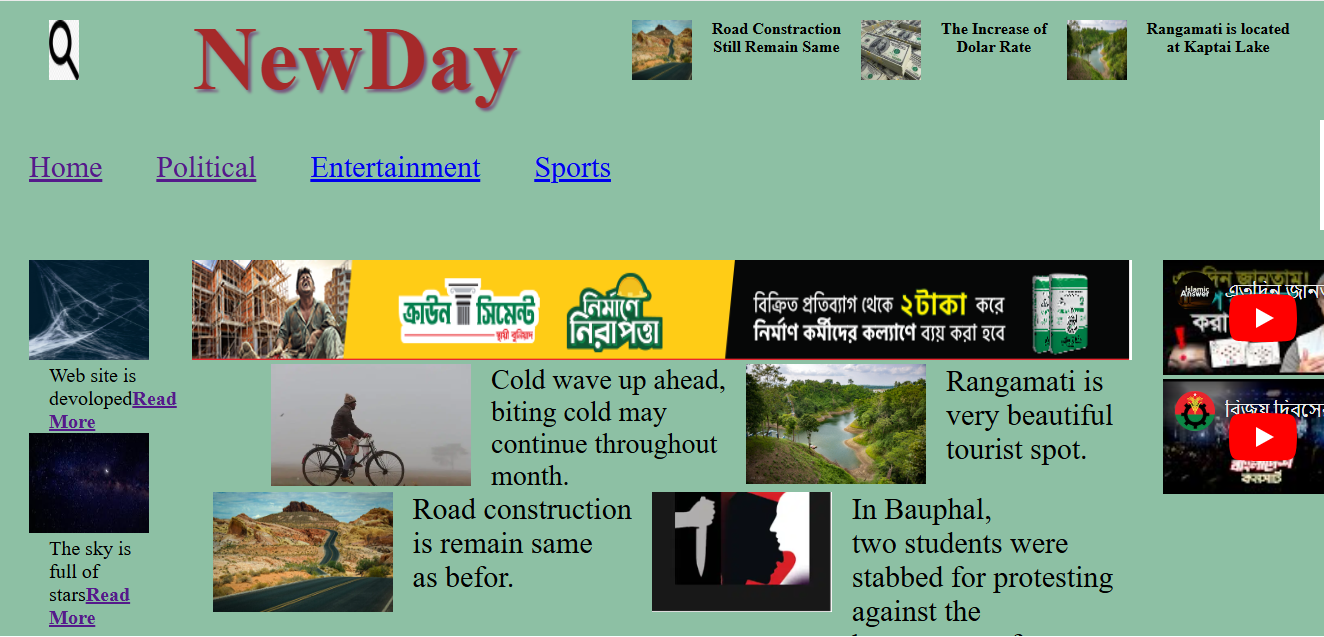 NewDay
Road Constraction
Still Remain Same
The Increase of
Dolar Rate
Rangamati is located
at Kaptai Lake
Home
Political
Entertainment
Sports
Web site is
devolopedRead
More
The sky is
full of
starsRead
More
ক্রাউন সিমেন্ট
স্থায়ী বুনিয়াদ
নির্মাণে
নিরাপত্তা
বিক্রিত প্রতিব্যাগ থেকে ২টাকা করে
নির্মাণ কর্মীদের কল্যাণে ব্যয় করা হবে
Cold wave up ahead,
biting cold may
continue throughout
month.
Rangamati is
very beautiful
tourist spot.
Road construction
is remain same
as befor.
In Bauphal,
two students were
stabbed for protesting
against the
Islamic
Answer
করা
বিজয় দিবসের
বাংলাদেশ
কনসার্ট